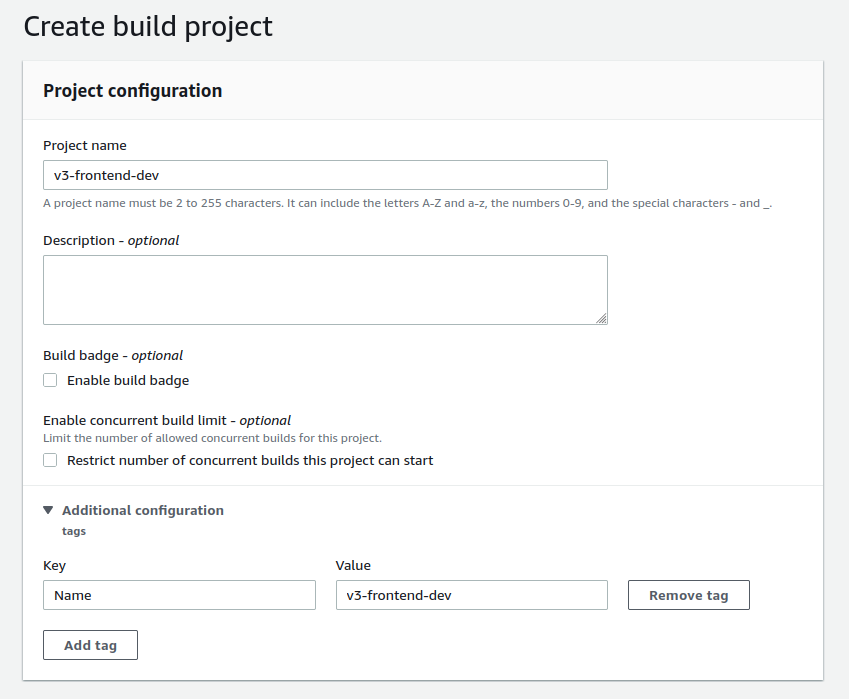 Create build project
Project configuration
Project name
v3-frontend-dev
A project name must be 2 to 255 characters. It can include the letters A-Z and a-z, the numbers 0-9, and the special characters - and _.
Description - optional
Build badge - optional
Enable build badge
Enable concurrent build limit - optional
Limit the number of allowed concurrent builds for this project.
Restrict number of concurrent builds this project can start
Additional configuration
tags
Key Value
Name v3-frontend-dev Remove tag
Add tag